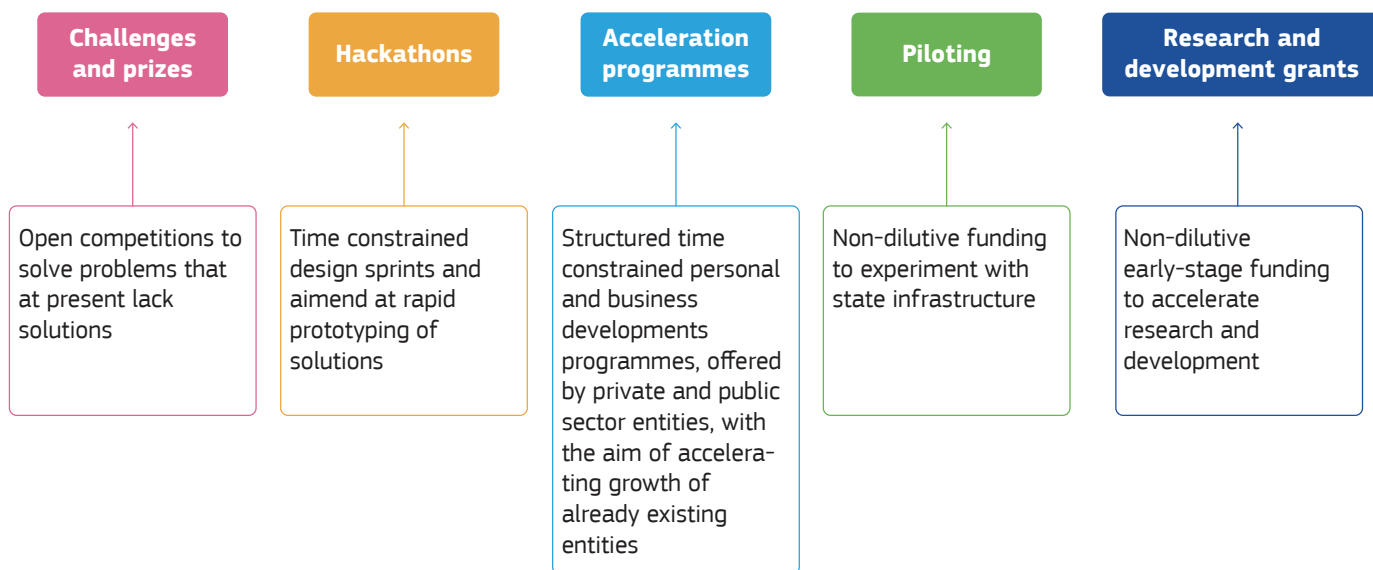 Challenges
and prizes
Hackathons
Acceleration
programmes
Piloting
Research and
development grants
Open competitions to
solve problems that
at present lack
solutions
Time constrained
design sprints and
aimend at rapid
prototyping of
solutions
Structured time
constrained personal
and business
developments
programmes, offered
by private and public
sector entities, with
the aim of accelera-
ting growth of
already existing
entities
Non-dilutive funding
to experiment with
state infrastructure
Non-dilutive
early-stage funding
to accelerate
research and
development